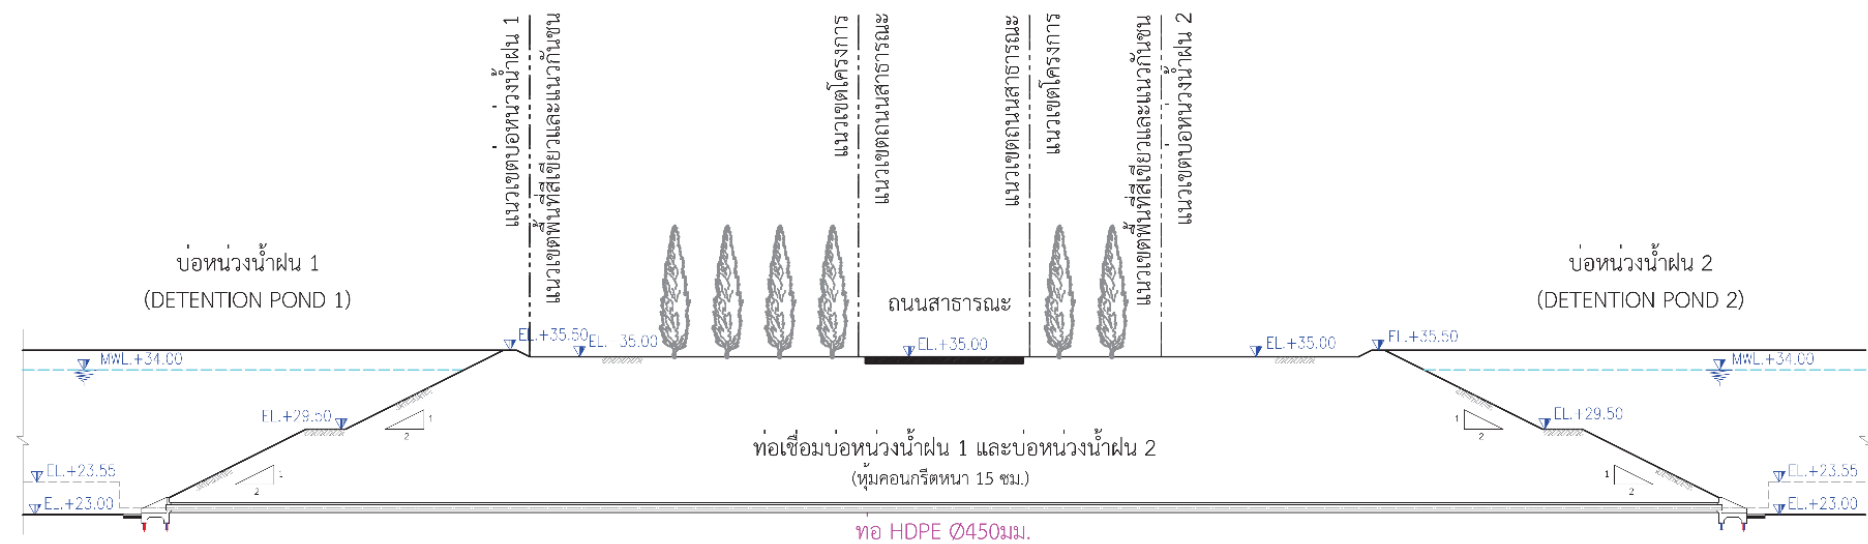 แนวเขตบ่อหน่วงน้ำฝน 1
แนวเขตพื้นที่สีเขียวและแนวกันชน
แนวเขตโครงการ
แนวเขตถนนสาธารณะ
แนวเขตถนนสาธารณะ
แนวเขตโครงการ
แนวเขตพื้นที่สีเขียวและแนวกันชน
แนวเขตบ่อหน่วงน้ำฝน 2
บ่อหน่วงน้ำฝน 1
(DETENTION POND 1)
ถนนสาธารณะ
บ่อหน่วงน้ำฝน 2
(DETENTION POND 2)
EL.+35.50
EL.+35.00
EL.+35.00
EL.+35.00
EL.+35.50
MWL.+34.00
MWL.+34.00
EL.+29.50
1
2
1
2
EL.+29.50
ท่อเชื่อมบ่อหน่วงน้ำฝน 1 และบ่อหน่วงน้ำฝน 2
(หุ้มคอนกรีตหนา 15 ซม.)
EL.+23.55
1
2
1
2
EL.+23.55
EL.+23.00
EL.+23.00
ท่อ HDPE Ø450มม.